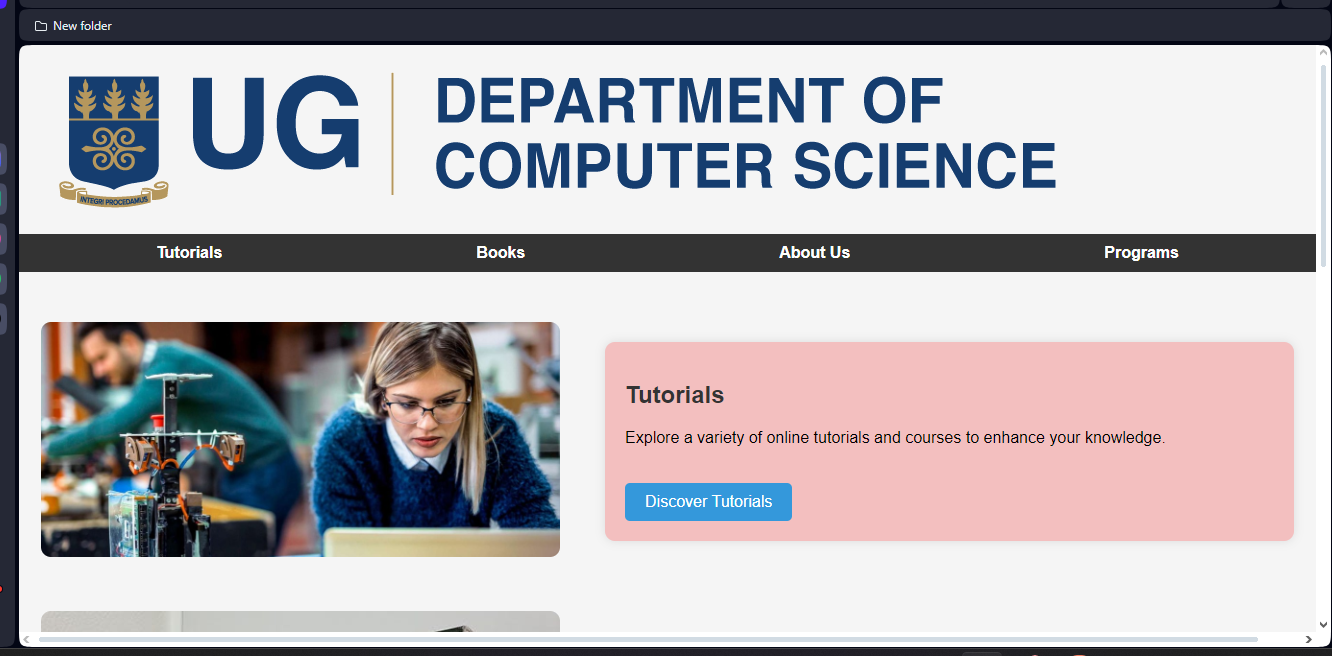 New folder
UG
DEPARTMENT OF
COMPUTER SCIENCE
INTEGRI PROCEDAMUS
Tutorials
Books
About Us
Programs
Tutorials
Explore a variety of online tutorials and courses to enhance your knowledge.
Discover Tutorials